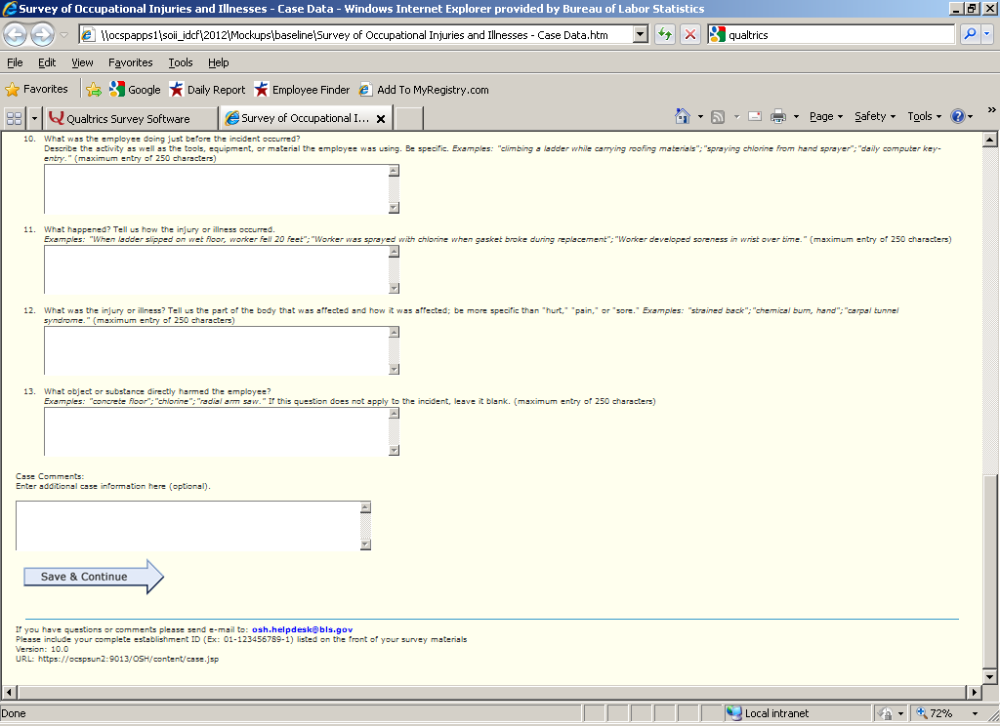 Survey of Occupational Injuries and Illnesses - Case Data - Windows Internet Explorer provided by Bureau of Labor Statistics
\\ocspapps1\soii_idcf\2012\Mockups\baseline\Survey of Occupational Injuries and Illnesses - Case Data.htm
qualtrics
File Edit View Favorites Tools Help
Favorites Google Daily Report Employee Finder Add To MyRegistry.com
Qualtrics Survey Software Survey of Occupational I... Page Safety Tools
10. What was the employee doing just before the incident occurred?
Describe the activity as well as the tools, equipment, or material the employee was using. Be specific. Examples: "climbing a ladder while carrying roofing materials";"spraying chlorine from hand sprayer";"daily computer key-
entry." (maximum entry of 250 characters)
11. What happened? Tell us how the injury or illness occurred.
Examples: "When ladder slipped on wet floor, worker fell 20 feet";"Worker was sprayed with chlorine when gasket broke during replacement";"Worker developed soreness in wrist over time." (maximum entry of 250 characters)
12. What was the injury or illness? Tell us the part of the body that was affected and how it was affected; be more specific than "hurt," "pain," or "sore." Examples: "strained back";"chemical burn, hand";"carpal tunnel
syndrome." (maximum entry of 250 characters)
13. What object or substance directly harmed the employee?
Examples: "concrete floor";"chlorine";"radial arm saw." If this question does not apply to the incident, leave it blank. (maximum entry of 250 characters)
Case Comments:
Enter additional case information here (optional).
Save & Continue
If you have questions or comments please send e-mail to: osh.helpdesk@bls.gov
Please include your complete establishment ID (Ex: 01-123456789-1) listed on the front of your survey materials
Version: 10.0
URL: https://ocspsun2:9013/OSH/content/case.jsp
Done Local intranet 72%